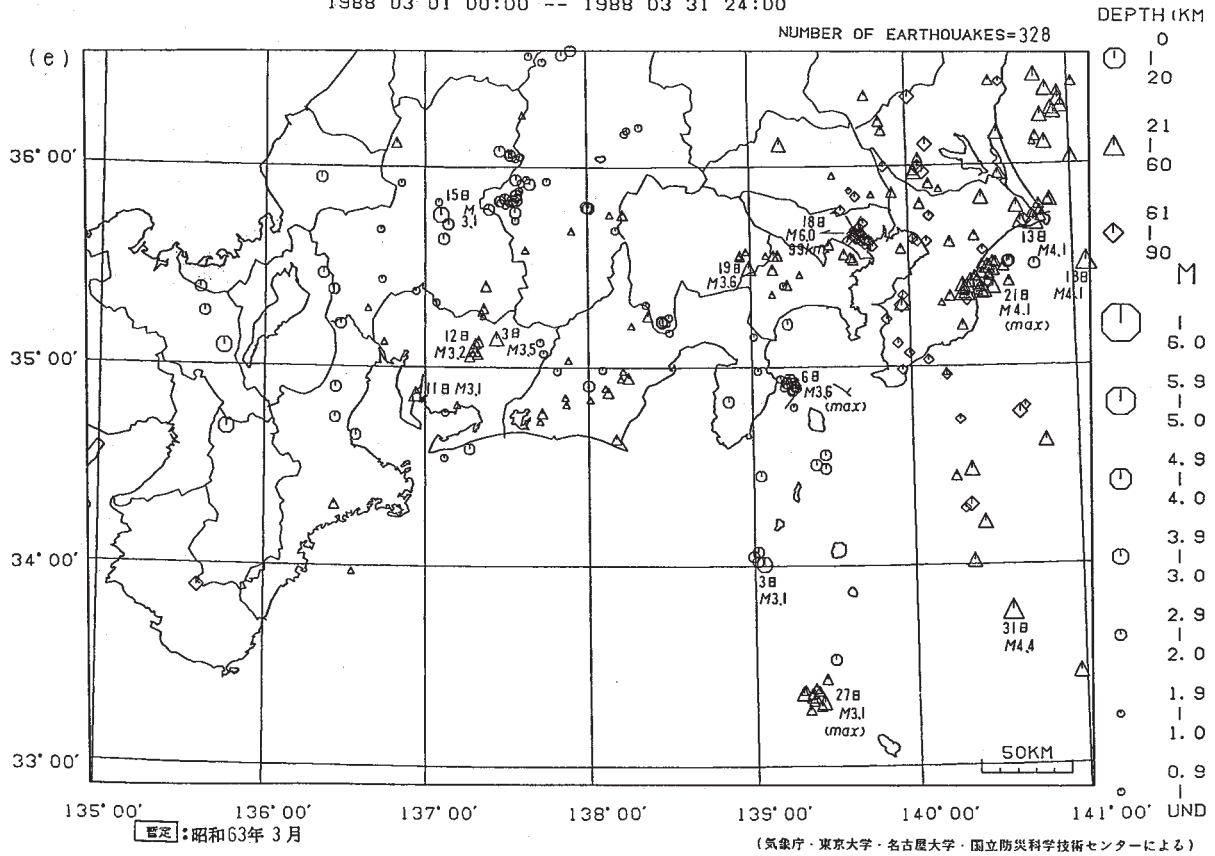 1988 03 01 00:00 -- 1988 03 31 24:00
NUMBER OF EARTHQUAKES=328
(e)
DEPTH (KM
0
I
20
21
I
60
61
I
90
M
I
6.0
5.9
I
5.0
4.9
I
4.0
3.9
I
3.0
2.9
I
2.0
1.9
I
1.0
0.9
I
UND
36°00'
35°00'
34°00'
33°00'
15日
M
3.1
18日
M6.0
99km
13日
M4.1
19日
M3.6
18日
M4.1
21日
M4.1
(max)
12日
M3.2
3日
M3.5
11日 M3.1
6日
M3.6
(max)
3日
M3.1
31日
M4.4
27日
M3.1
(max)
50KM
135°00'
136°00'
137°00'
138°00'
139°00'
140°00'
141°00'
暫定:昭和63年3月
(気象庁・東京大学・名古屋大学・国立防災科学技術センターによる)